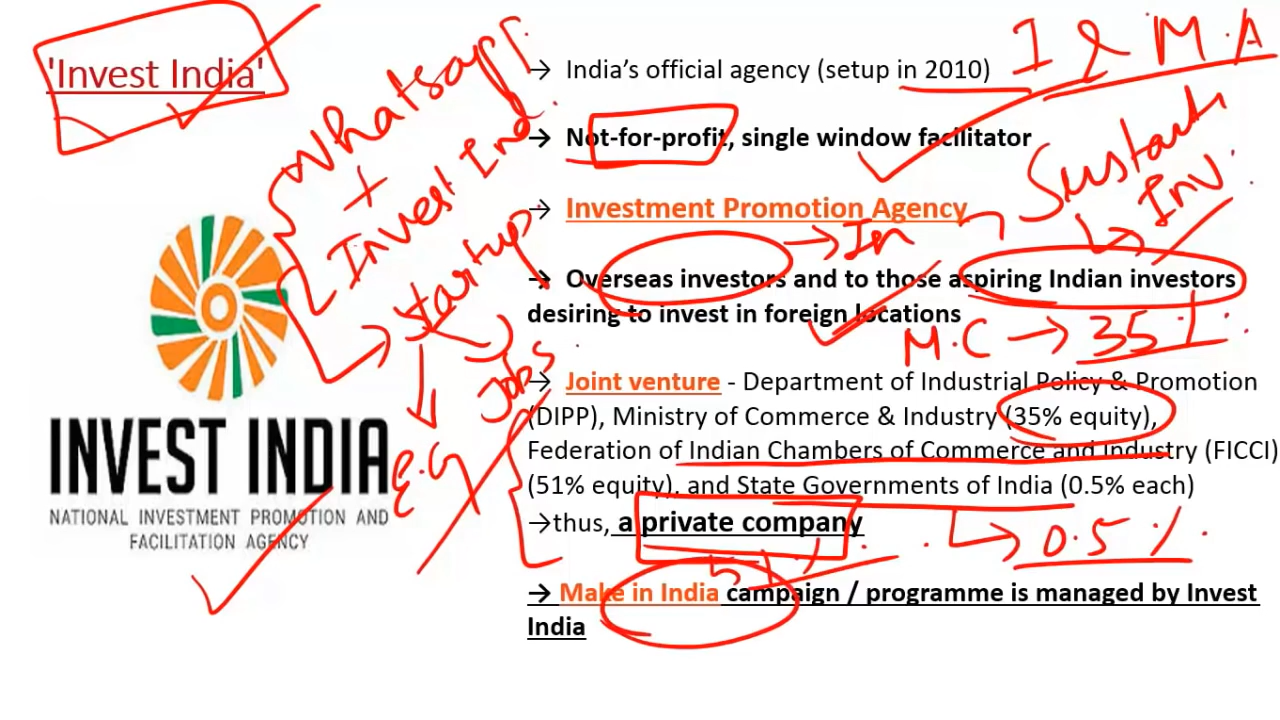 'Invest India'
→ India's official agency (setup in 2010)
I & M.A
→ Not-for-profit, single window facilitator
Whatsapp
+
Invest Ind.
Startup
Jobs
E.G
→ Investment Promotion Agency
→ In
Inv
→ Overseas investors and to those aspiring Indian investors
desiring to invest in foreign locations
M.C → 35%
→ Joint venture - Department of Industrial Policy & Promotion
(DIPP), Ministry of Commerce & Industry (35% equity),
Federation of Indian Chambers of Commerce and Industry (FICCI)
(51% equity), and State Governments of India (0.5% each)
→thus, a private company
51%
0.5%
→ Make in India campaign / programme is managed by Invest
India
INVEST INDIA
NATIONAL INVESTMENT PROMOTION AND
FACILITATION AGENCY